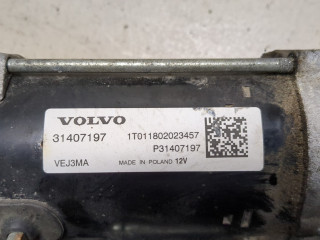 VOLVO
31407197 1T011802023457
P31407197
VEJ3MA MADE IN POLAND 12V